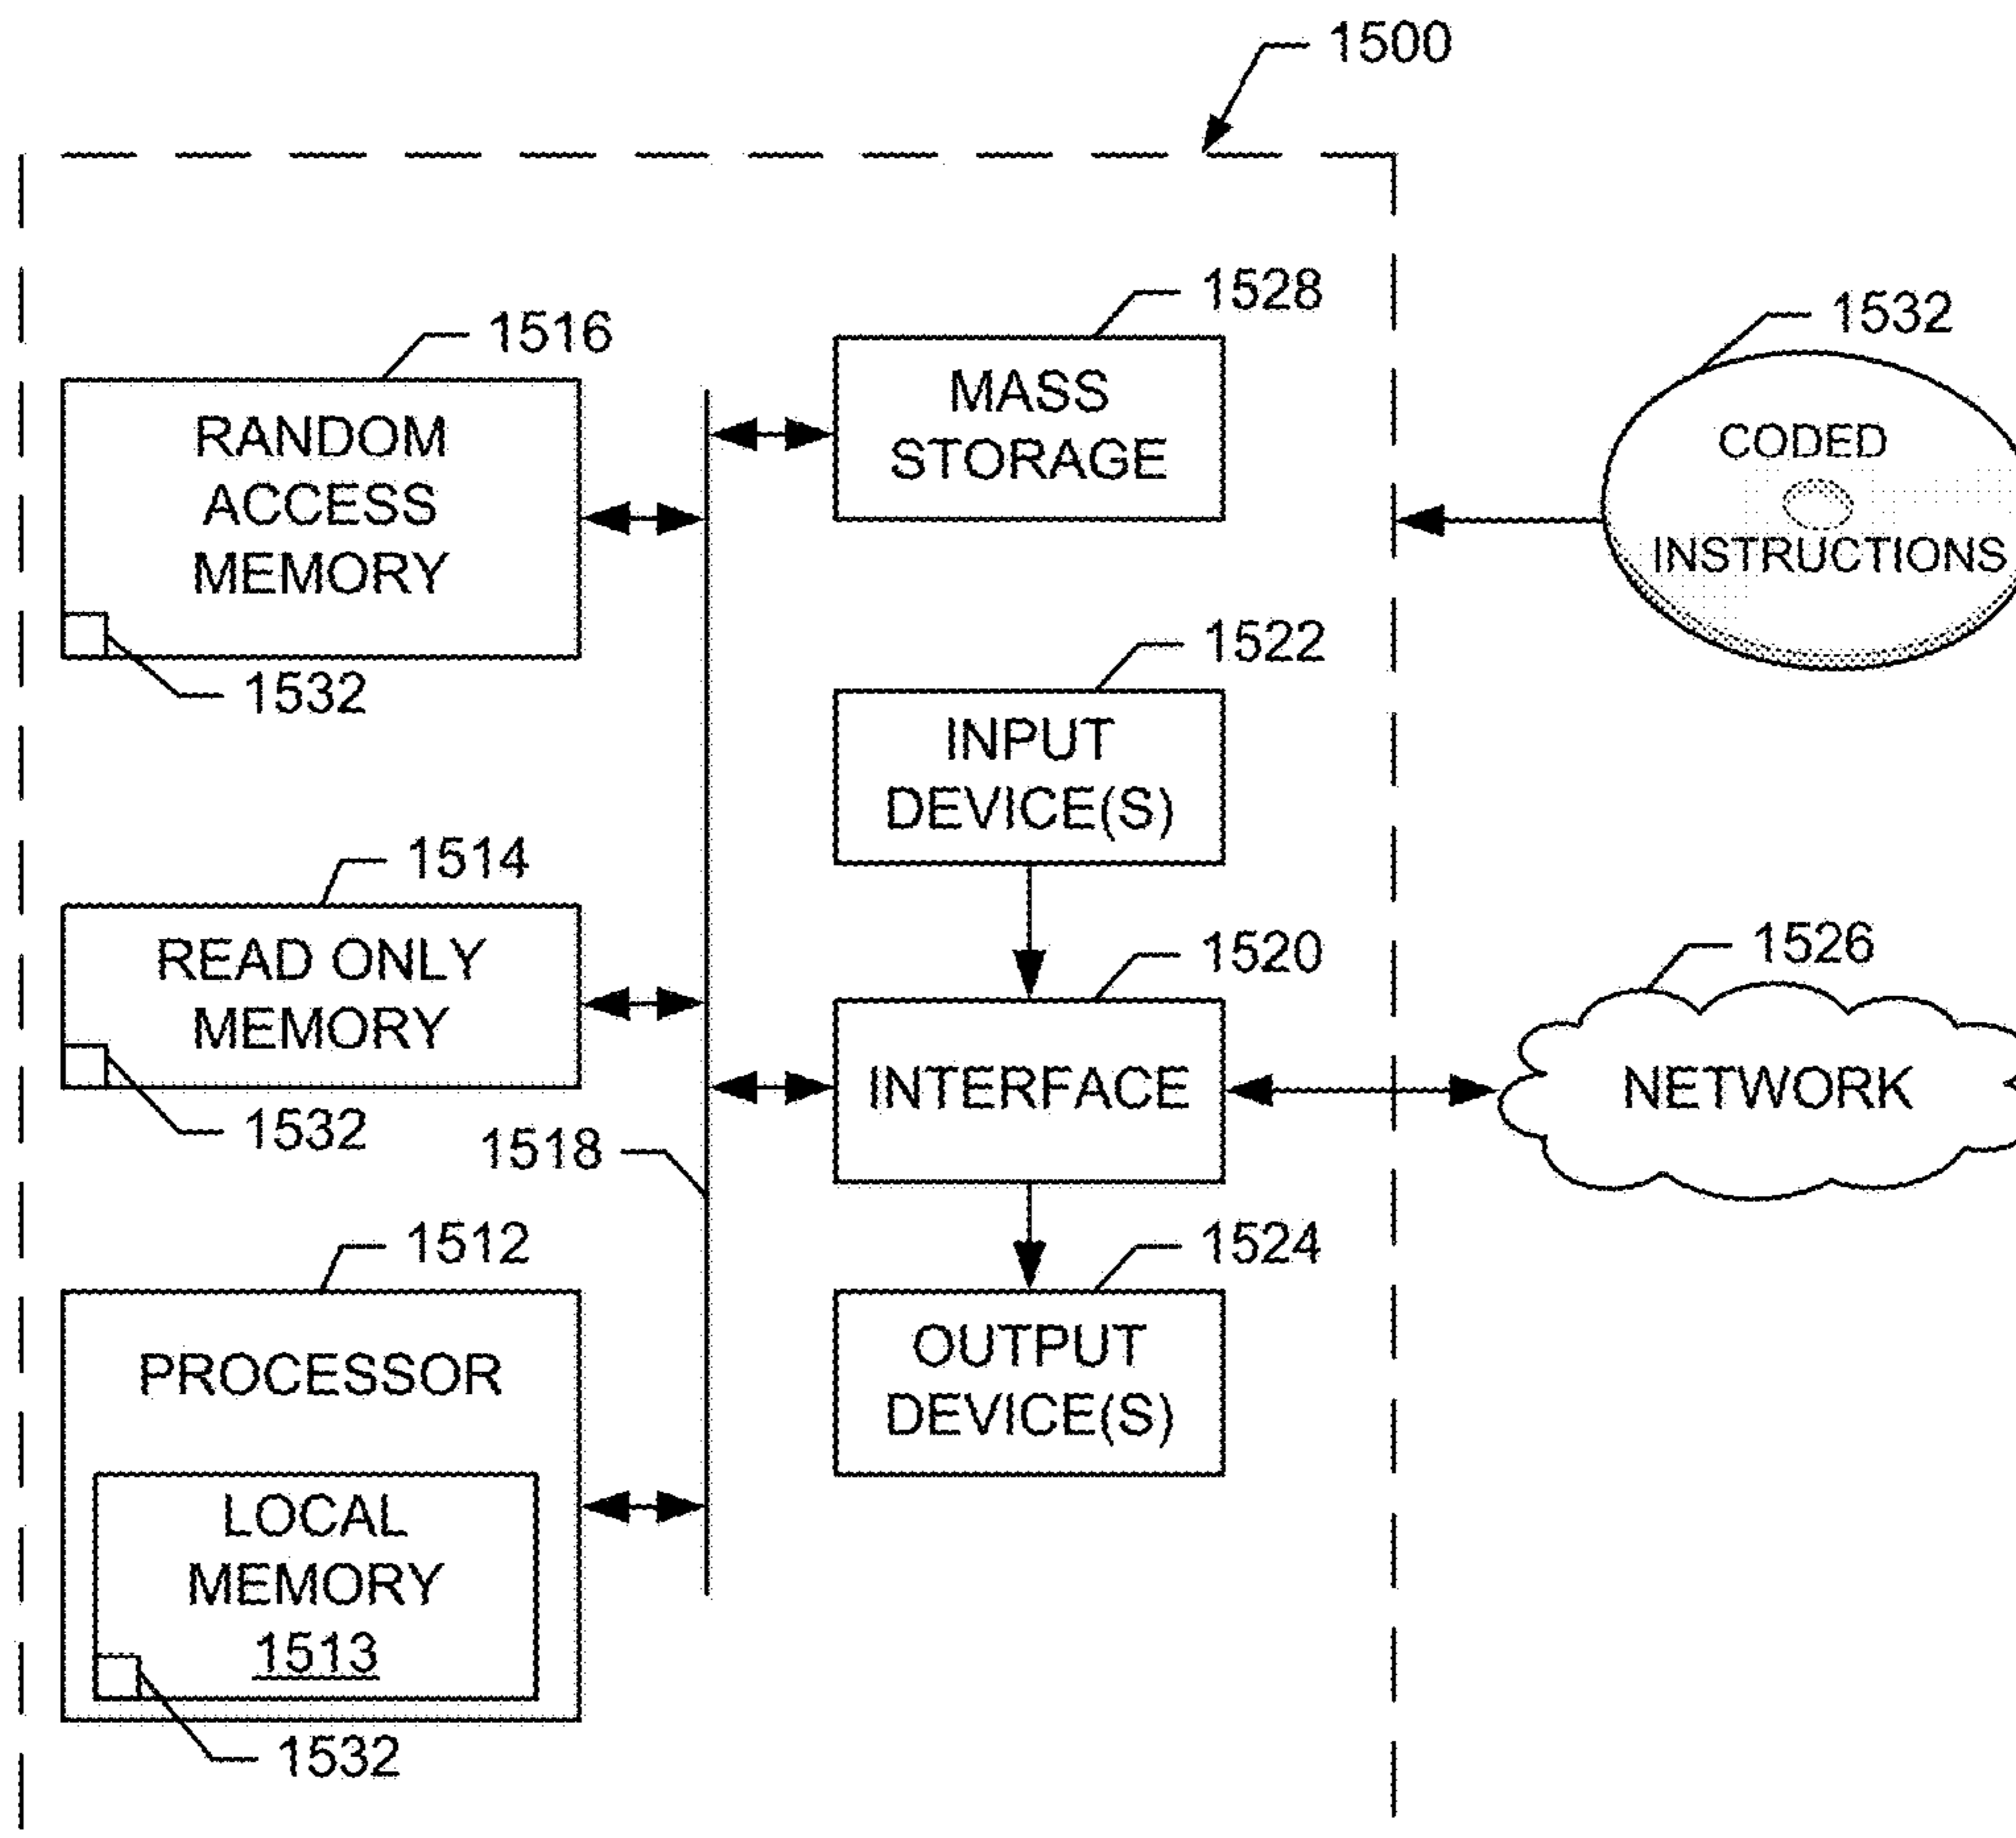 1500
1516
RANDOM
ACCESS
MEMORY
1532
1528
MASS
STORAGE
1532
CODED
INSTRUCTIONS
1522
INPUT
DEVICE(S)
1514
READ ONLY
MEMORY
1532
1518
1520
INTERFACE
1526
NETWORK
1512
PROCESSOR
LOCAL
MEMORY
1513
1532
1524
OUTPUT
DEVICE(S)